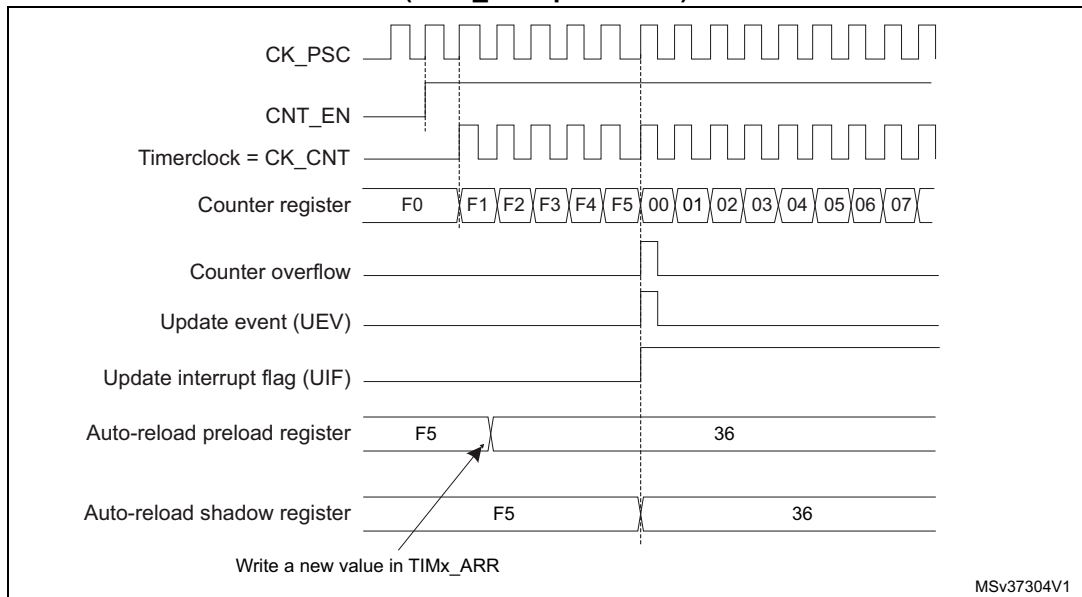 CK_PSC
CNT_EN
Timerclock = CK_CNT
Counter register F0 F1 F2 F3 F4 F5 00 01 02 03 04 05 06 07
Counter overflow
Update event (UEV)
Update interrupt flag (UIF)
Auto-reload preload register F5 36
Auto-reload shadow register F5 36
Write a new value in TIMx_ARR
MSv37304V1